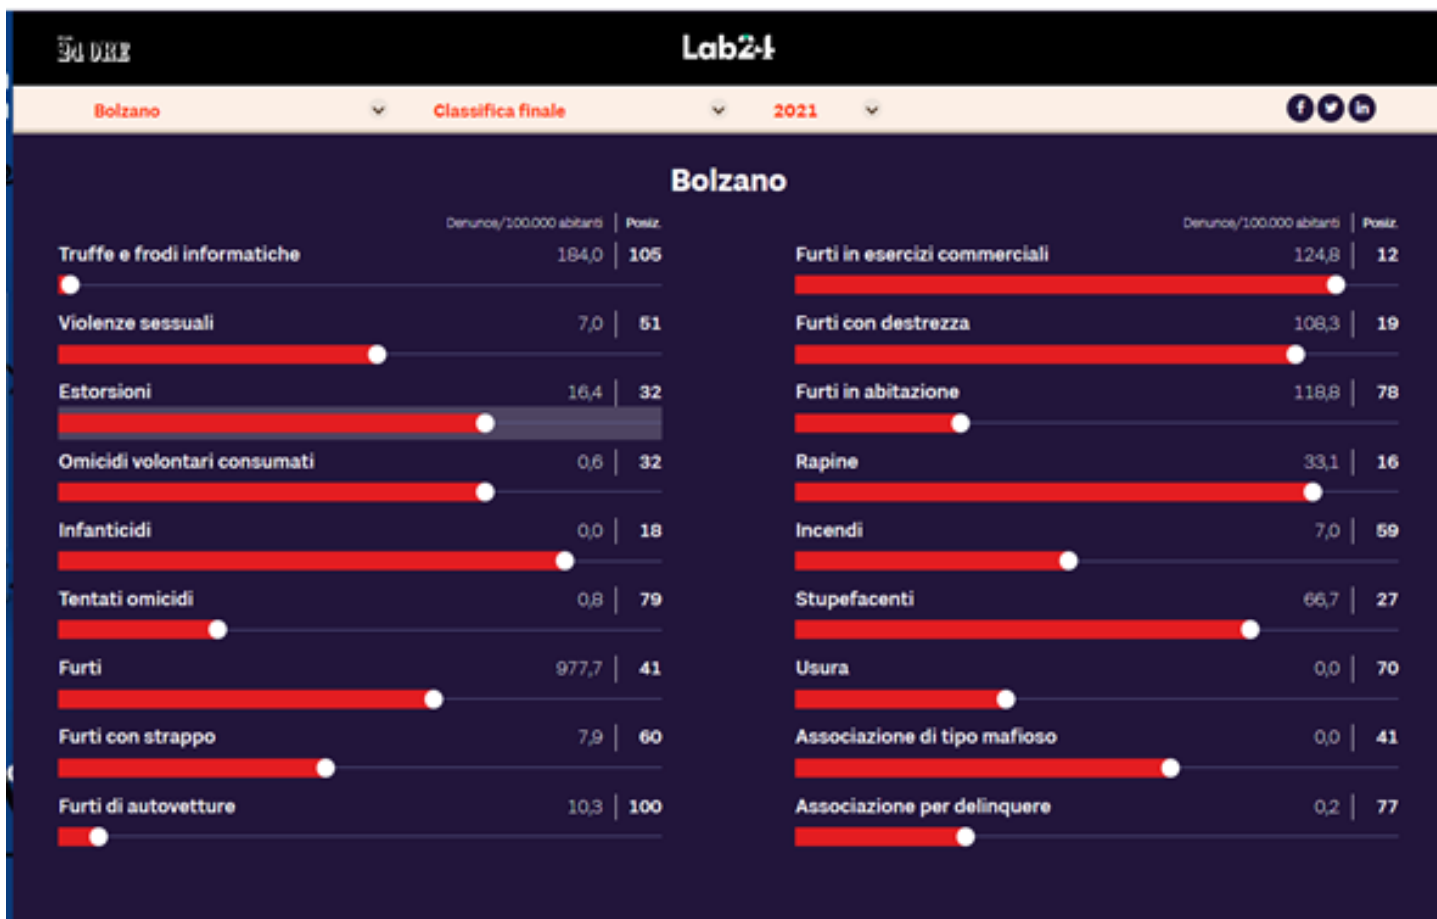 24 ORE
Lab24
Bolzano
Classifica finale
2021
Bolzano
Denunce/100.000 abitanti Posiz.
Truffe e frodi informatiche 184,0 105
Violenze sessuali 7,0 51
Estorsioni 16,4 32
Omicidi volontari consumati 0,6 32
Infanticidi 0,0 18
Tentati omicidi 0,8 79
Furti 977,7 41
Furti con strappo 7,9 60
Furti di autovetture 10,3 100
Denunce/100.000 abitanti Posiz.
Furti in esercizi commerciali 124,8 12
Furti con destrezza 108,3 19
Furti in abitazione 118,8 78
Rapine 33,1 16
Incendi 7,0 59
Stupefacenti 66,7 27
Usura 0,0 70
Associazione di tipo mafioso 0,0 41
Associazione per delinquere 0,2 77